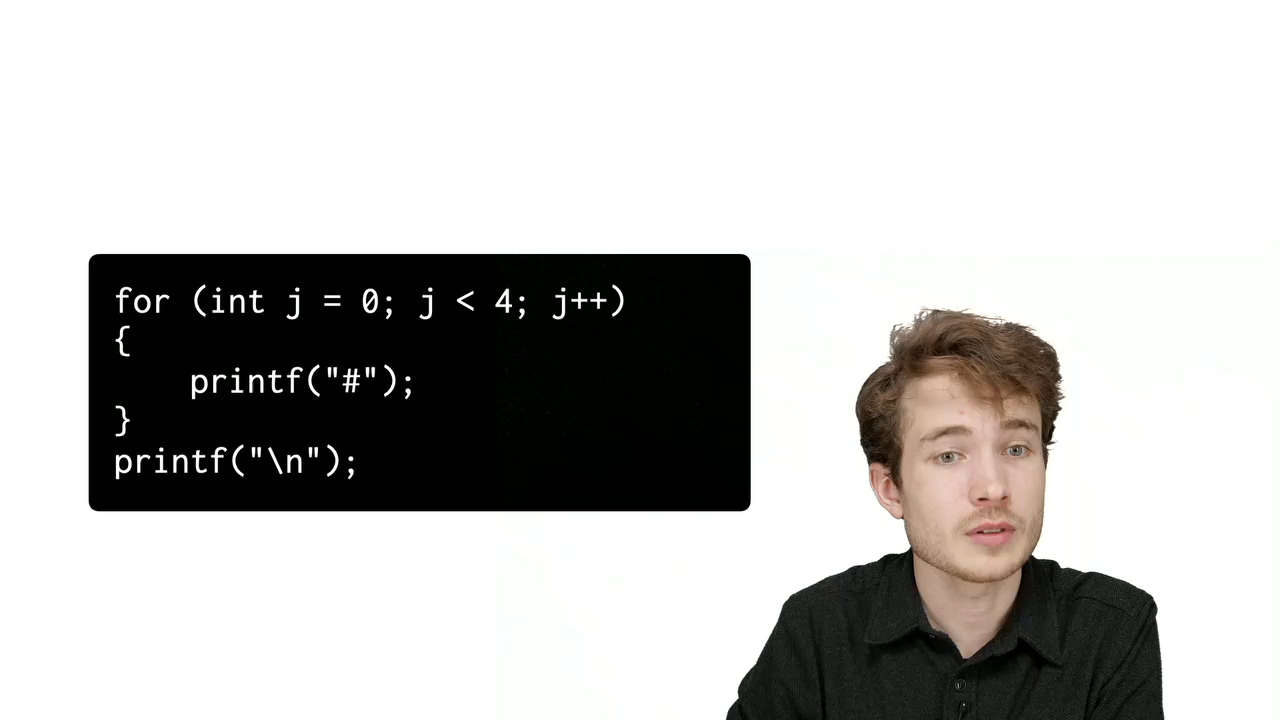 for (int j = 0; j < 4; j++)
{
    printf("#");
}
printf("\n");